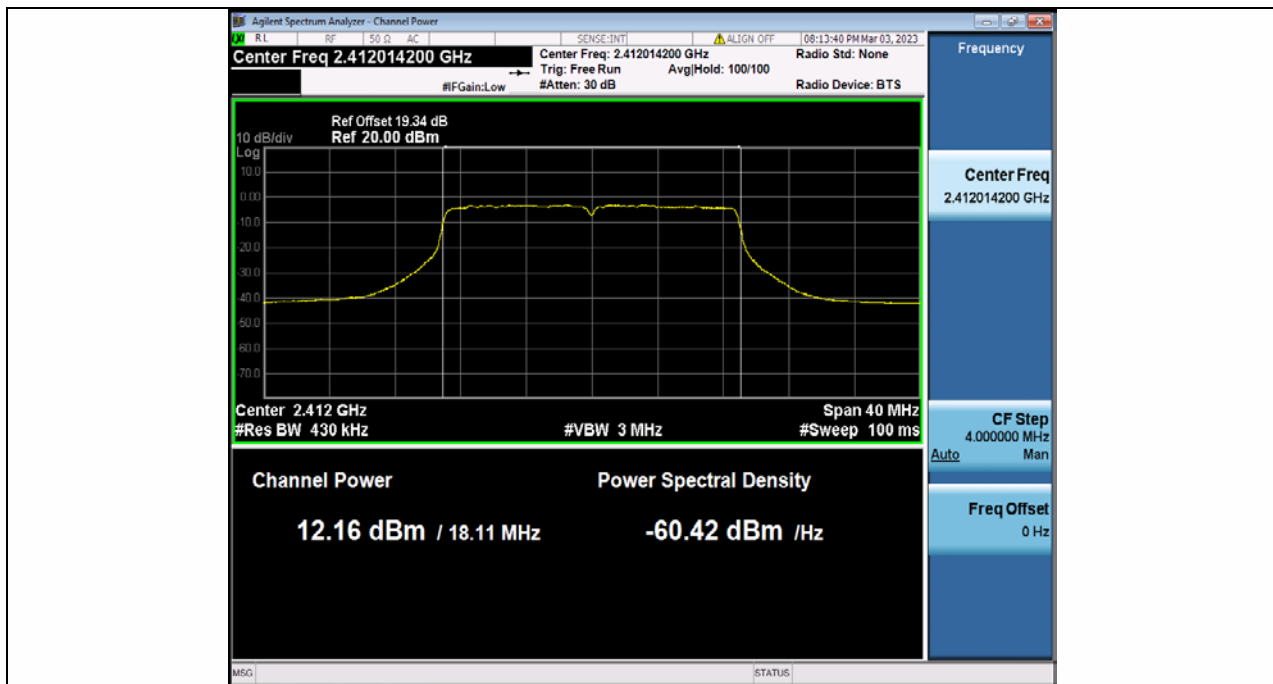 Agilent Spectrum Analyzer - Channel Power
RL RF 50 Ω AC SENSE:INT ALIGN OFF 08:13:40 PM Mar 03, 2023
Center Freq 2.412014200 GHz
Center Freq: 2.412014200 GHz Radio Std: None
Trig: Free Run Avg|Hold: 100/100
#IFGain:Low #Atten: 30 dB Radio Device: BTS
Frequency
Ref Offset 19.34 dB
10 dB/div Ref 20.00 dBm
Log
10.0
0.00
-10.0
-20.0
-30.0
-40.0
-50.0
-60.0
-70.0
Center 2.412 GHz Span 40 MHz
#Res BW 430 kHz #VBW 3 MHz #Sweep 100 ms
Center Freq
2.412014200 GHz
CF Step
4.000000 MHz
Auto Man
Freq Offset
0 Hz
Channel Power Power Spectral Density
12.16 dBm / 18.11 MHz -60.42 dBm /Hz
MSG STATUS